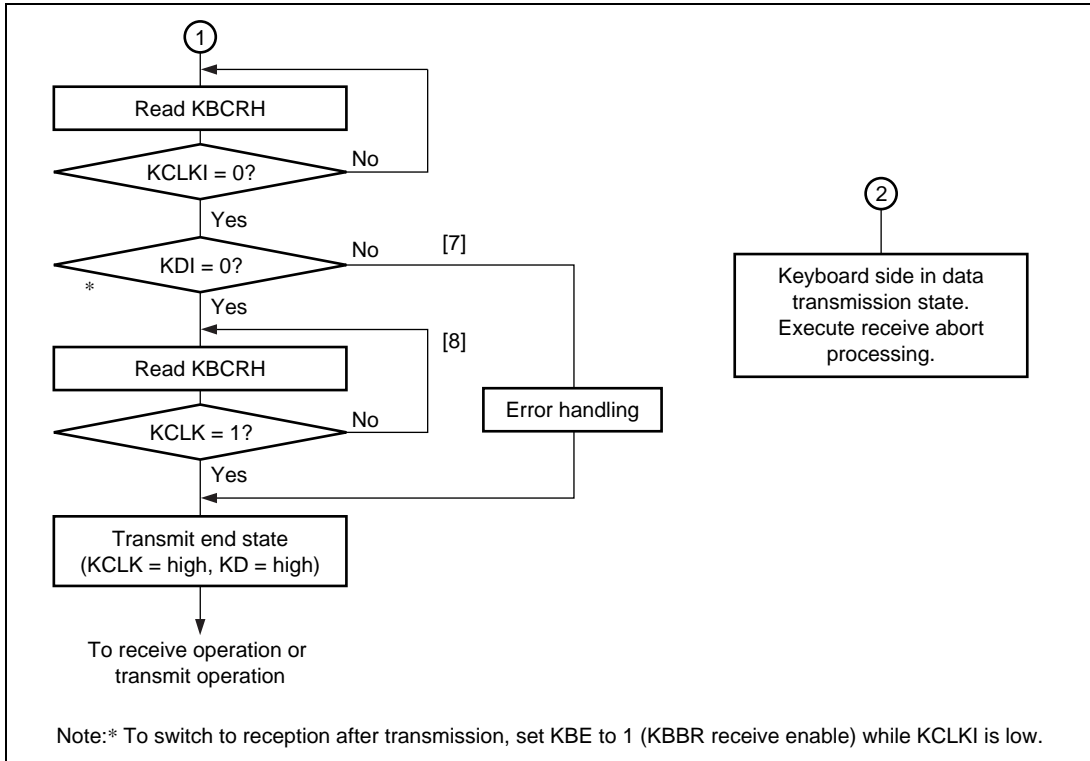 1
Read KBCRH
KCLKI = 0?
No
Yes
KDI = 0?
No
[7]
*
Yes
[8]
Read KBCRH
KCLK = 1?
No
Error handling
Yes
Transmit end state
(KCLK = high, KD = high)
To receive operation or
transmit operation
2
Keyboard side in data
transmission state.
Execute receive abort
processing.
Note:* To switch to reception after transmission, set KBE to 1 (KBBR receive enable) while KCLKI is low.